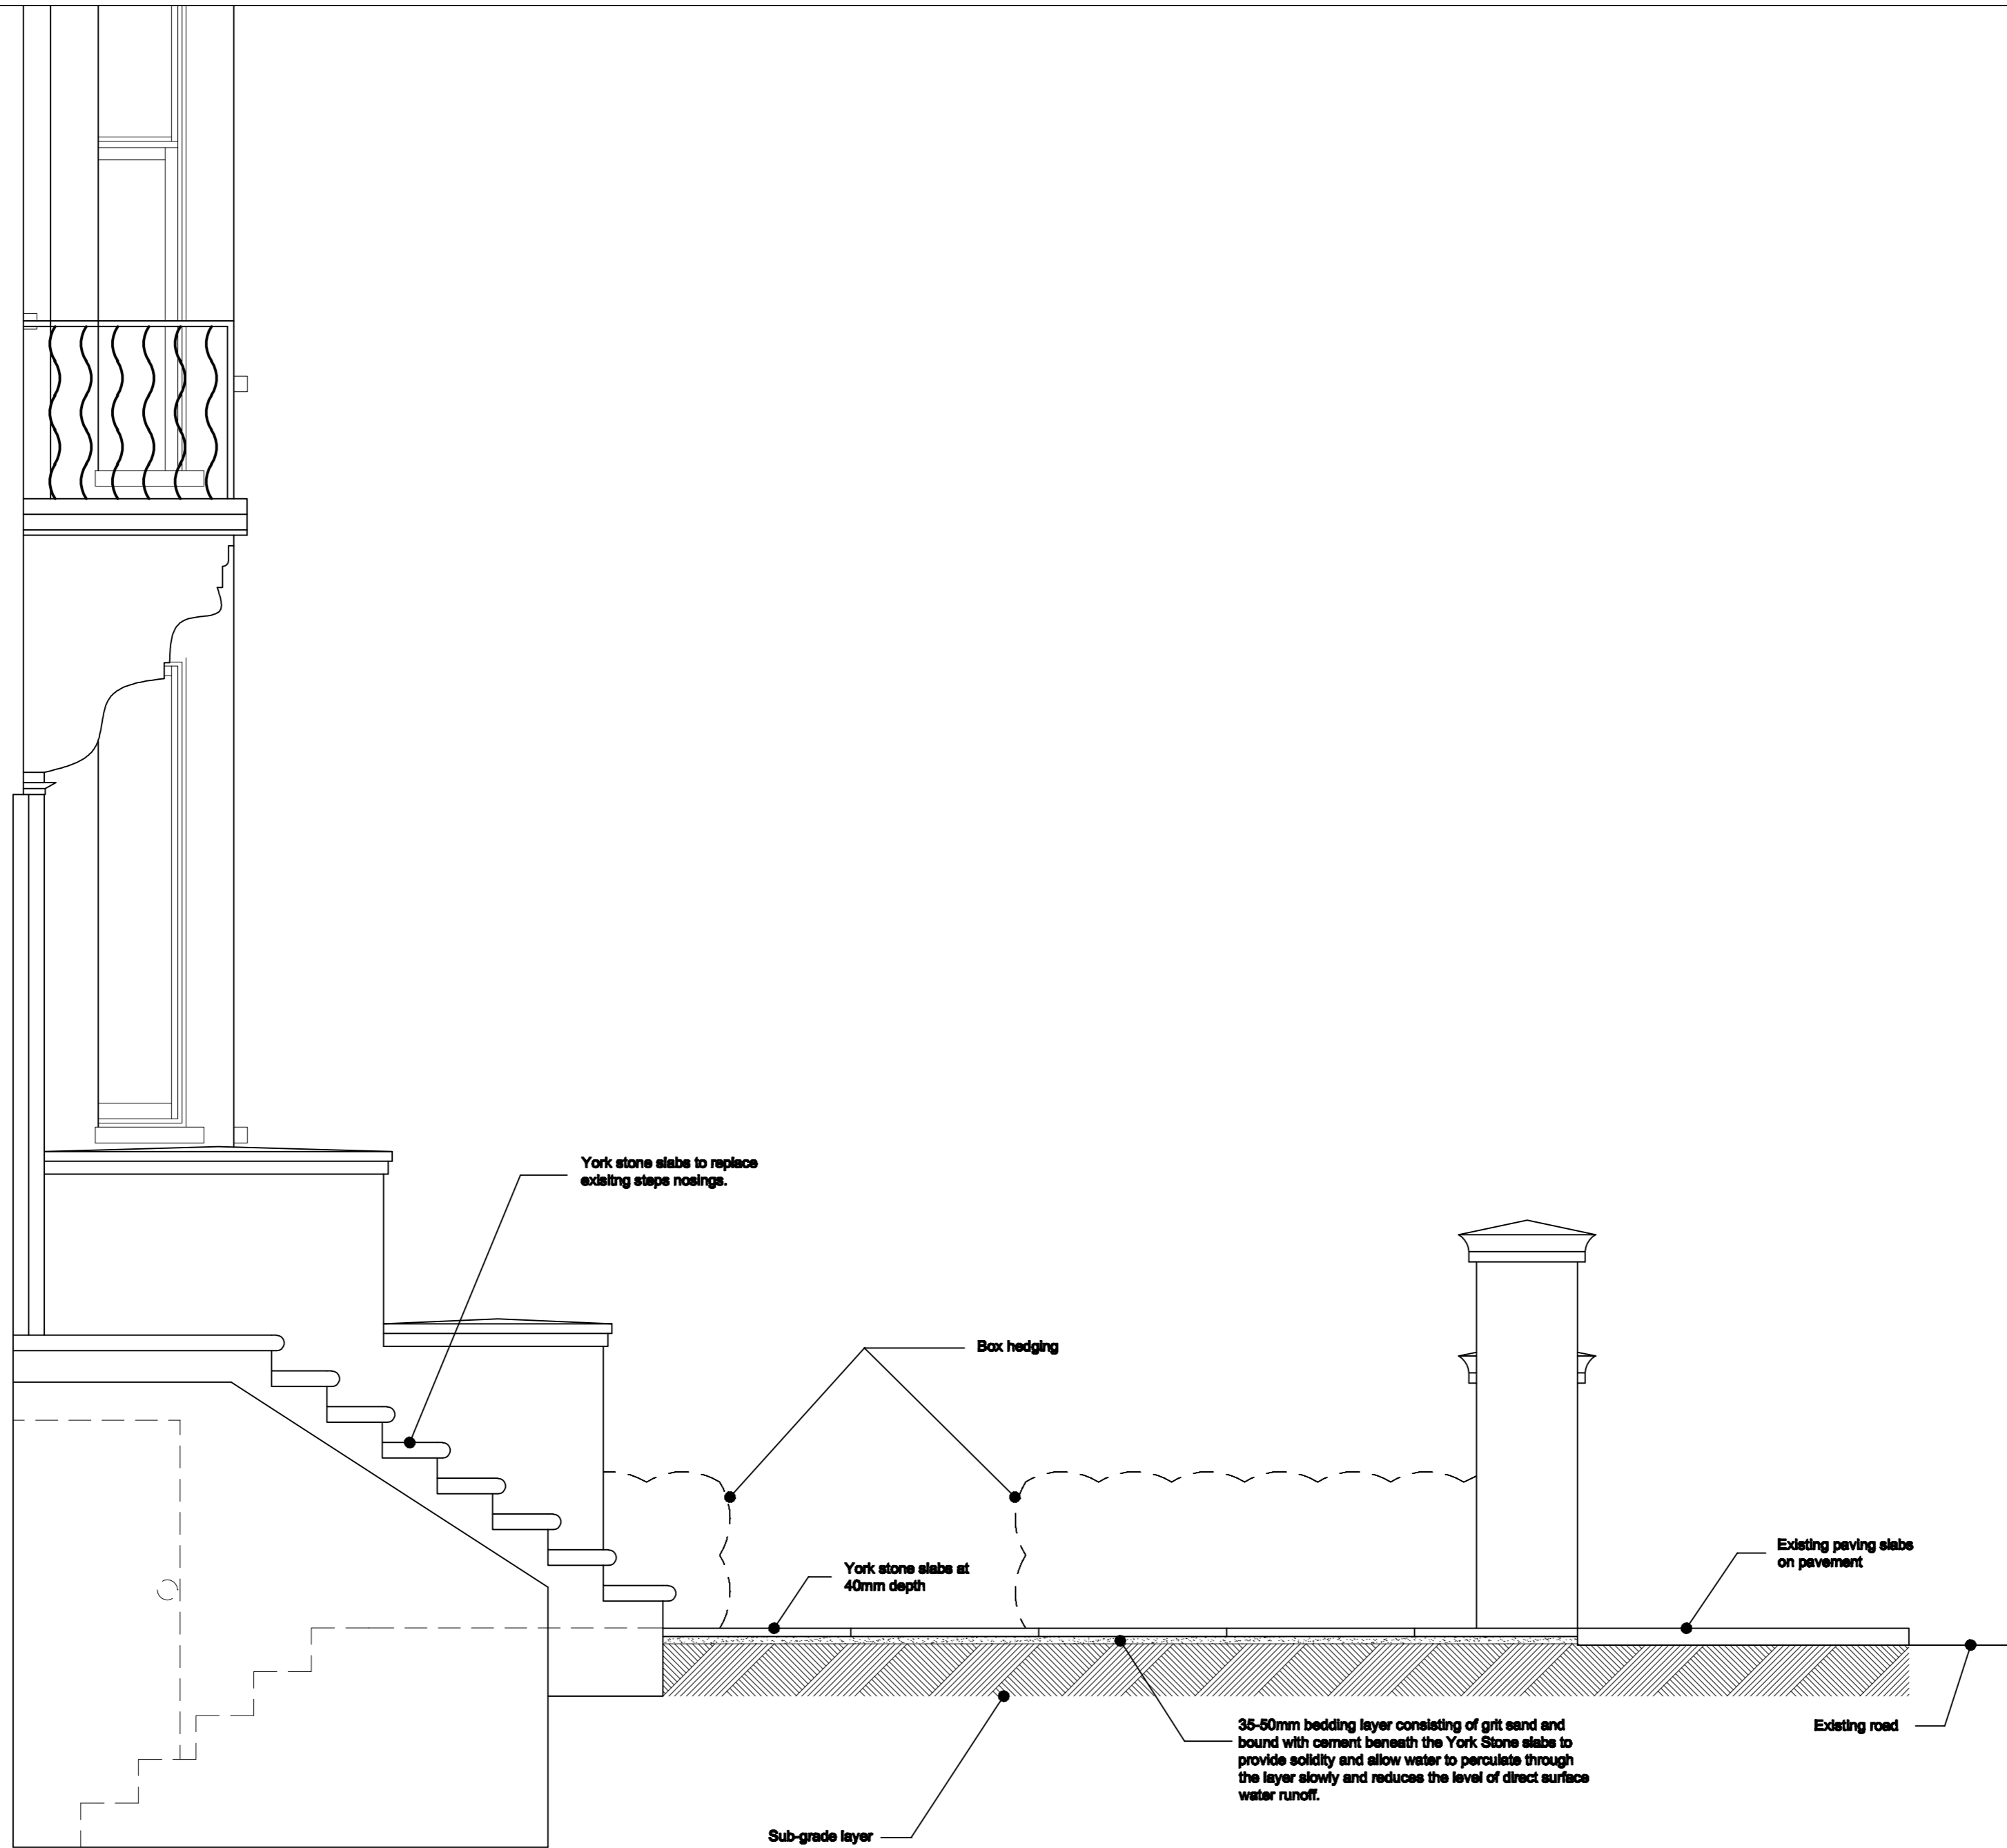 York stone slabs to replace
exisitng steps nosings.
Box hedging
York stone slabs at
40mm depth
Existing paving slabs
on pavement
35-50mm bedding layer consisting of grit sand and
bound with cement beneath the York Stone slabs to
provide solidity and allow water to perculate through
the layer slowly and reduces the level of direct surface
water runoff.
Existing road
Sub-grade layer